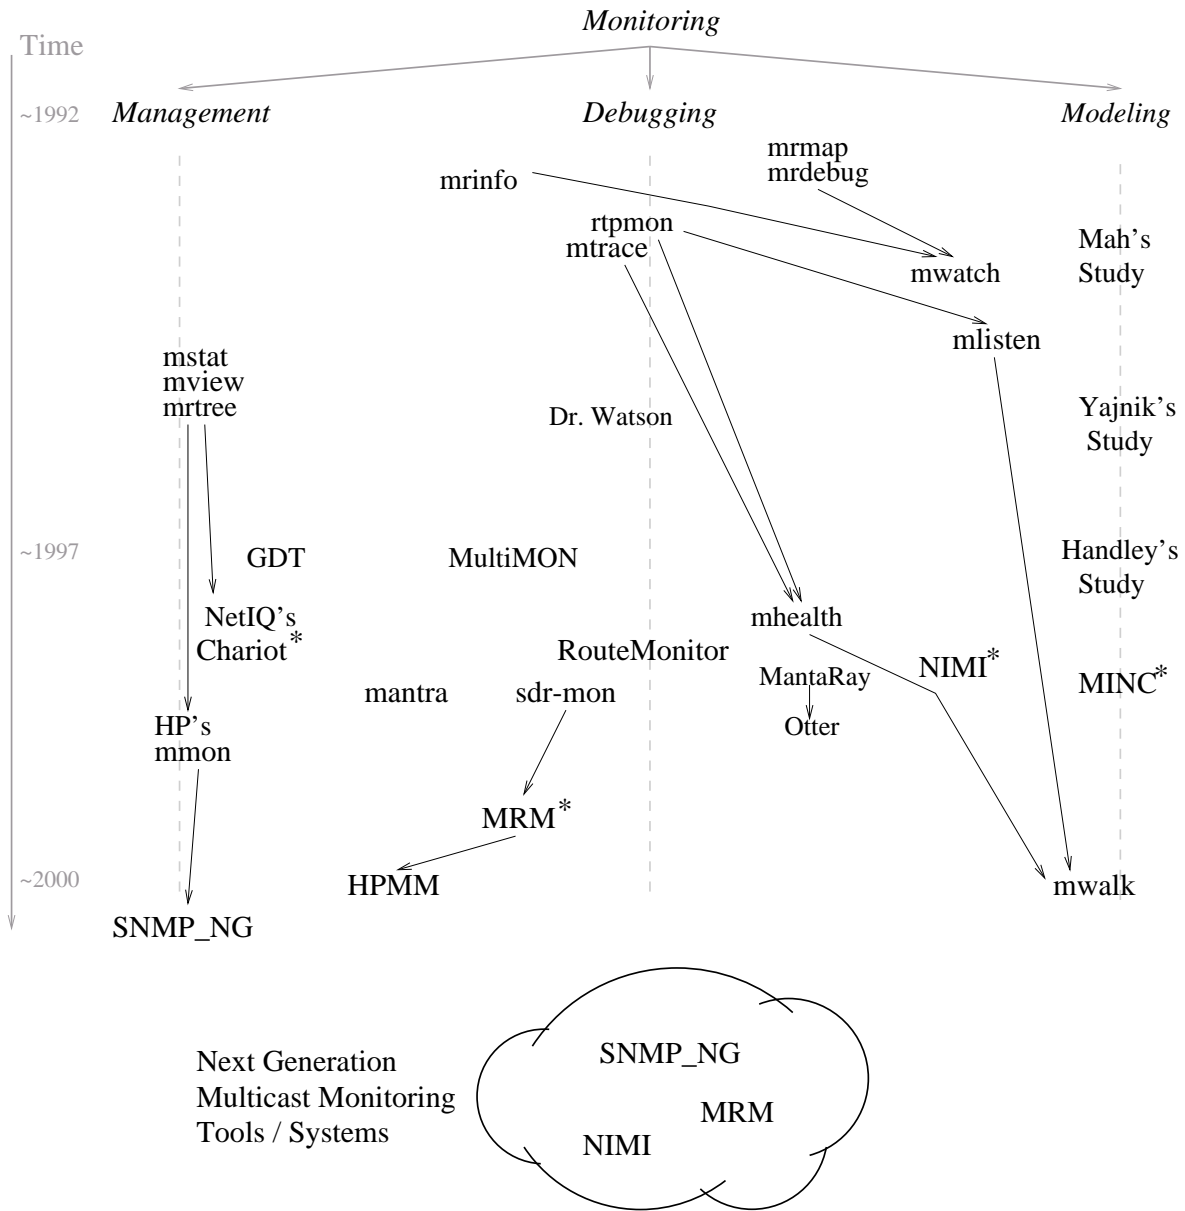 Monitoring
Time
~1992
Management
Debugging
Modeling
mrmap
mrdebug
mrinfo
rtpmon
mtrace
Mah's
Study
mwatch
mlisten
mstat
mview
mrtree
Dr. Watson
Yajnik's
Study
~1997
GDT
MultiMON
Handley's
Study
NetIQ's
Chariot*
mhealth
RouteMonitor
NIMI*
MantaRay
MINC*
mantra
sdr-mon
Otter
HP's
mmon
MRM*
~2000
HPMM
mwalk
SNMP_NG
Next Generation
Multicast Monitoring
Tools / Systems
SNMP_NG
MRM
NIMI